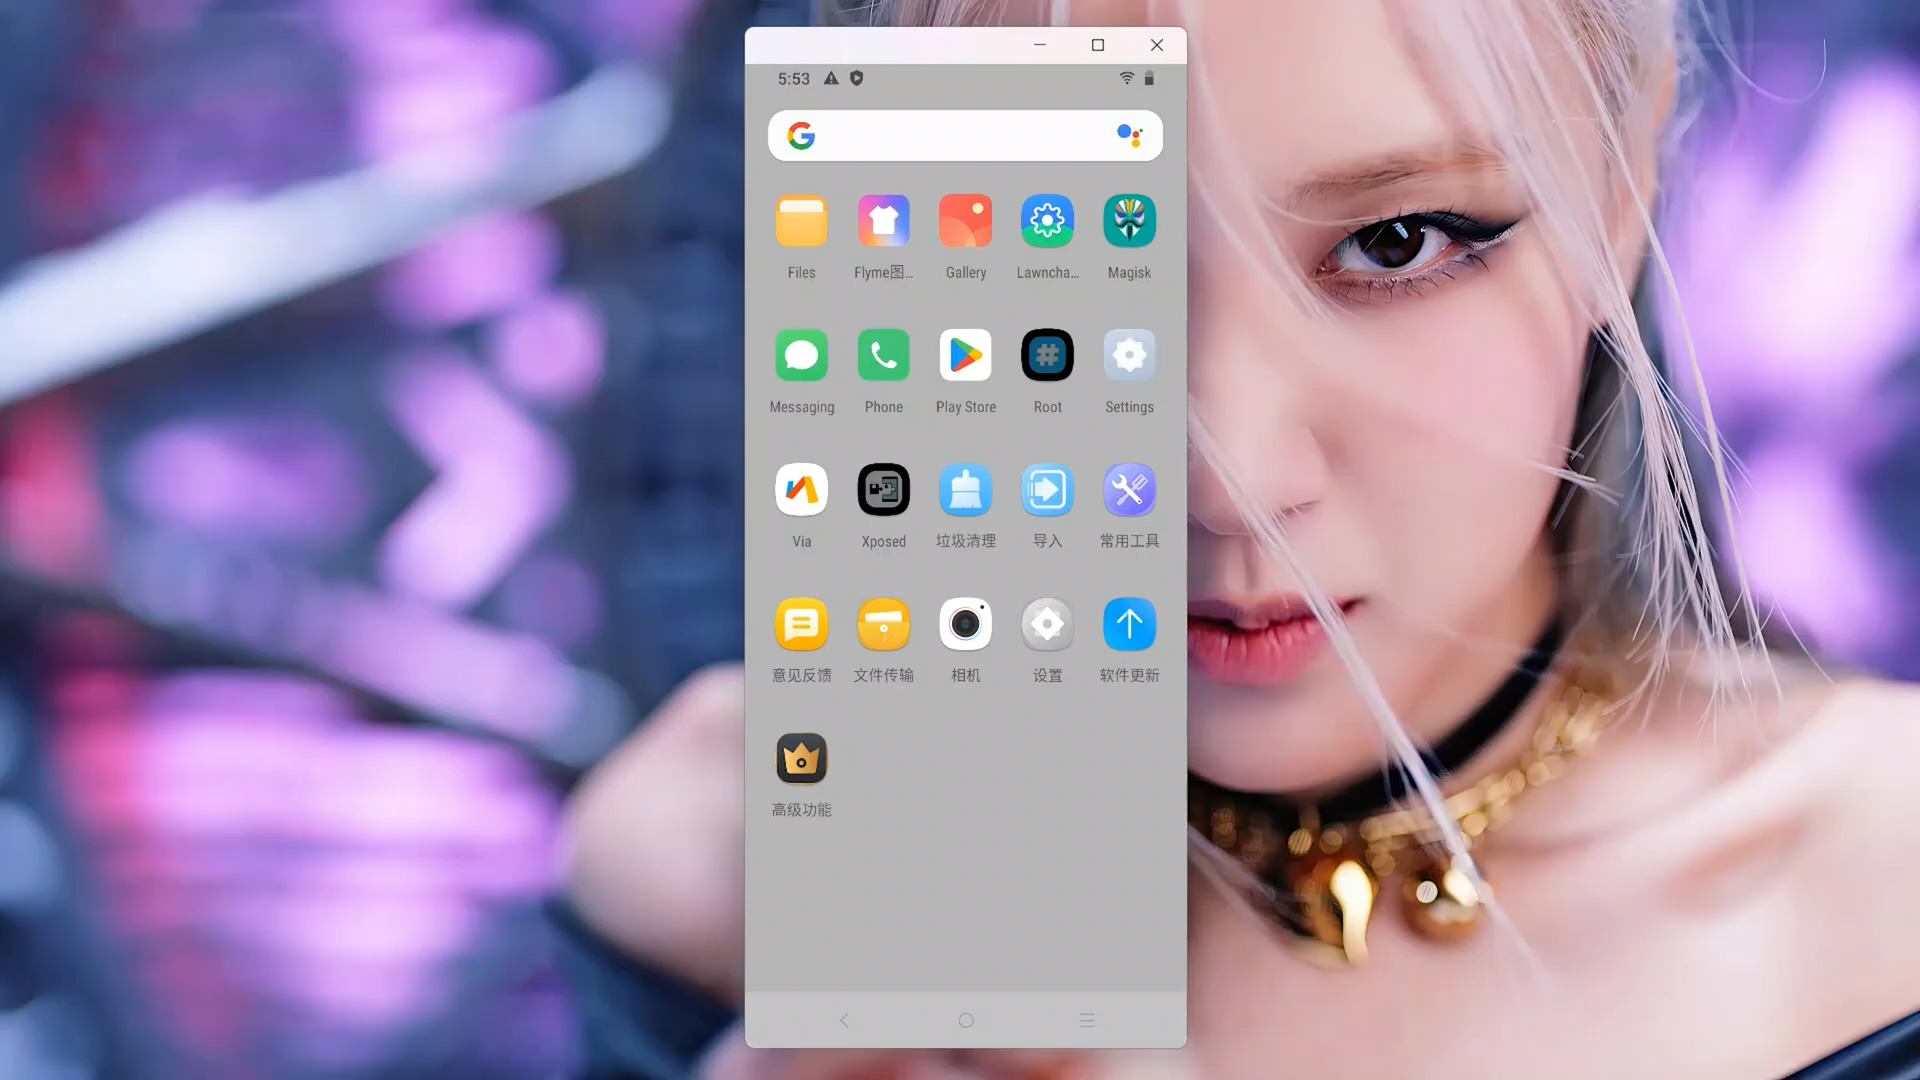 5:53
Files
Flyme图...
Gallery
Lawncha...
Magisk
Messaging
Phone
Play Store
Root
Settings
Via
Xposed
垃圾清理
导入
常用工具
意见反馈
文件传输
相机
设置
软件更新
高级功能